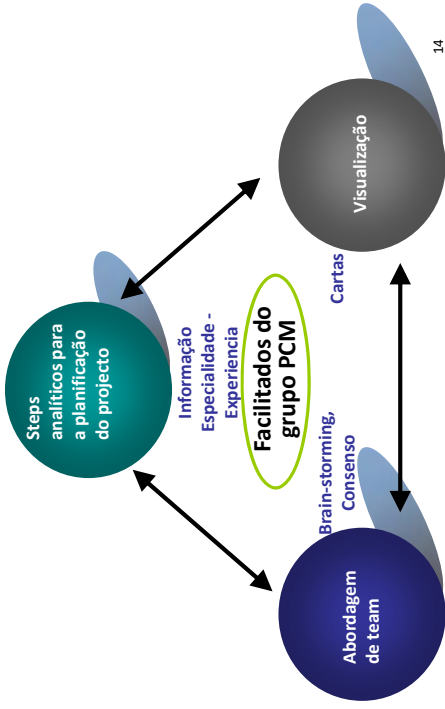 Steps
analíticos para
a planificação
do projecto
Informação
Especialidade -
Experiencia
Facilitados do
grupo PCM
Brain-storming,
Consenso
Cartas
Abordagem
de team
Visualização
14